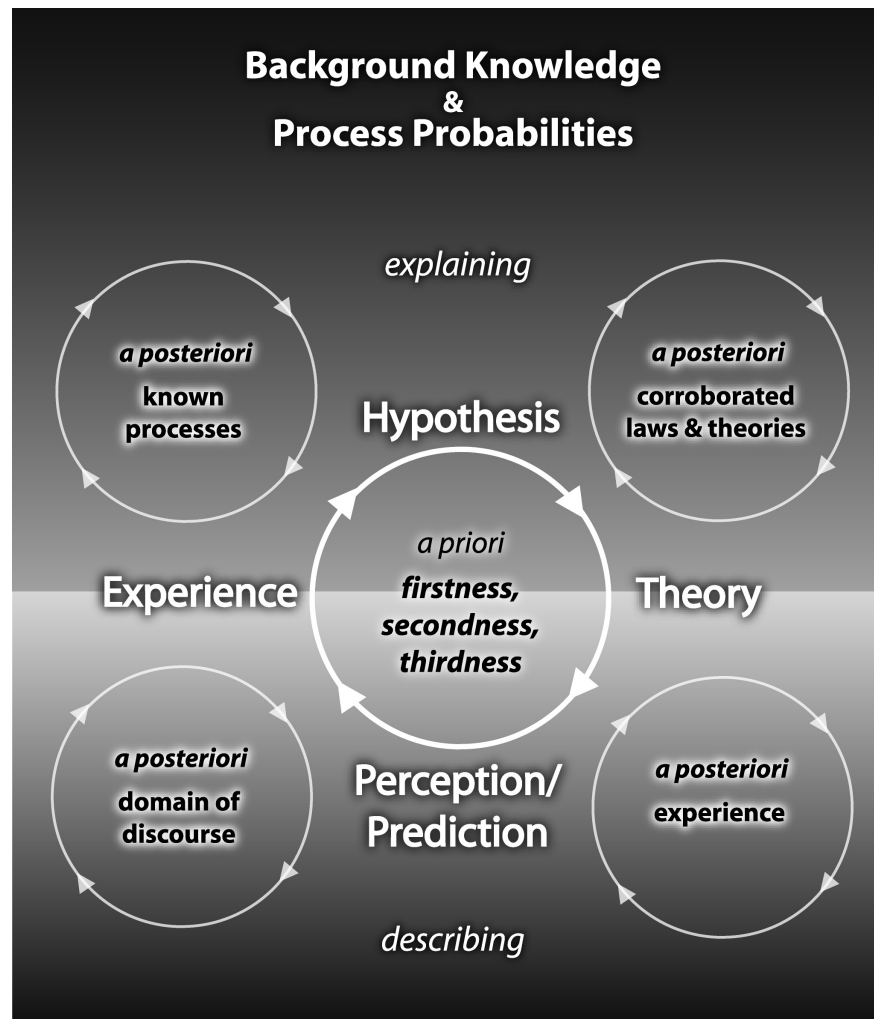 Background Knowledge
&
Process Probabilities
explaining
a posteriori
known
processes
a posteriori
corroborated
laws & theories
Hypothesis
a priori
firstness,
secondness,
thirdness
Experience
Theory
a posteriori
domain of
discourse
Perception/
Prediction
a posteriori
experience
describing